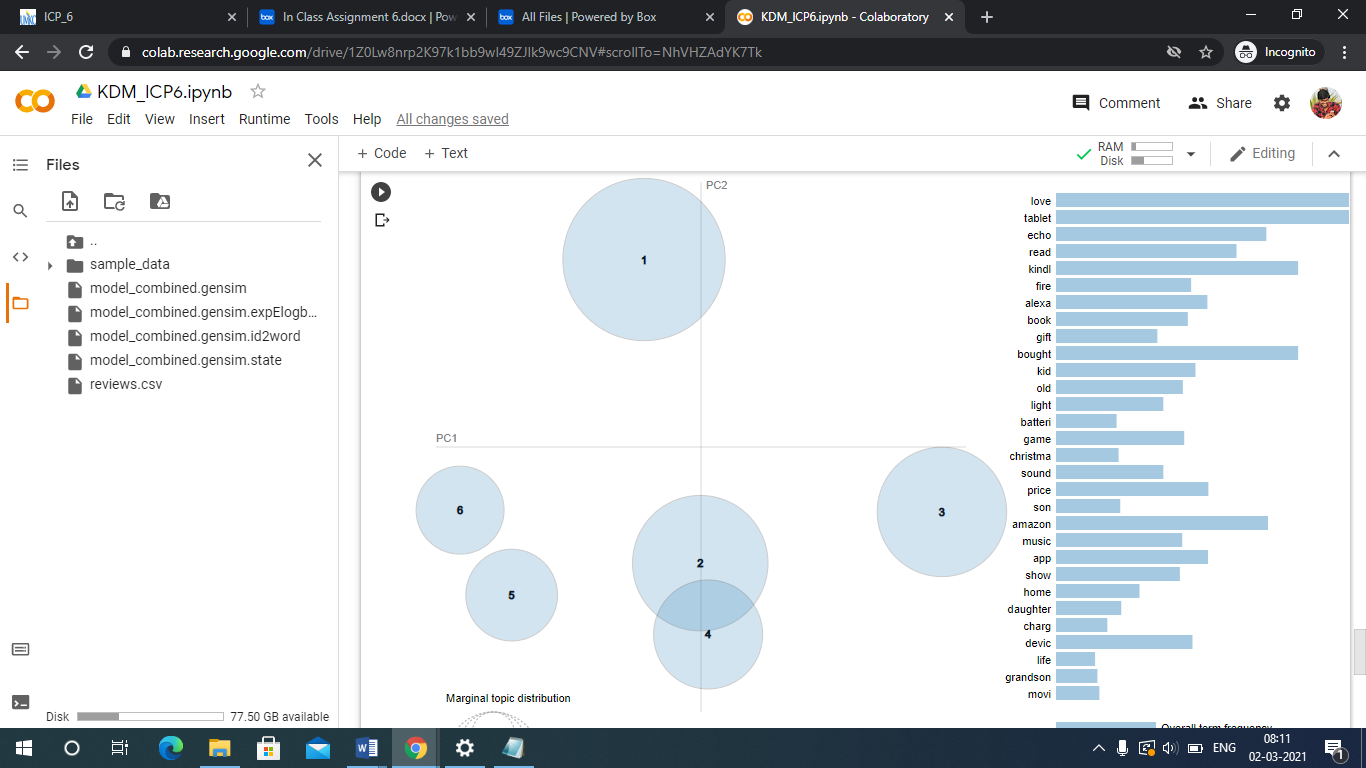 ICP_6
In Class Assignment 6.docx | Pow
All Files | Powered by Box
KDM_ICP6.ipynb - Colaboratory
colab.research.google.com/drive/1Z0Lw8nrp2K97k1bb9wI49ZJIk9wc9CNV#scrollTo=NhVHZAdYK7Tk
Incognito
KDM_ICP6.ipynb
File Edit View Insert Runtime Tools Help All changes saved
Comment Share
Files
+ Code + Text
RAM
Disk
Editing
..
sample_data
model_combined.gensim
model_combined.gensim.expElogb...
model_combined.gensim.id2word
model_combined.gensim.state
reviews.csv
Disk 77.50 GB available
PC2
PC1
1
6
5
2
4
3
Marginal topic distribution
love
tablet
echo
read
kindl
fire
alexa
book
gift
bought
kid
old
light
batteri
game
christma
sound
price
son
amazon
music
app
show
home
daughter
charg
devic
life
grandson
movi
Overall term frequency
ENG
08:11
02-03-2021
1